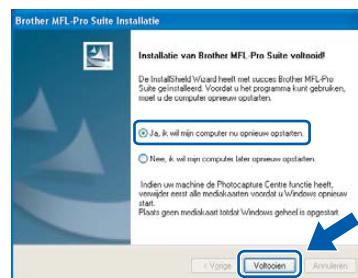 Brother MFL-Pro Suite Installatie
Installatie van Brother MFL-Pro Suite voltooid!
De InstallShield Wizard heeft met succes Brother MFL-Pro
Suite geïnstalleerd. Voordat u het programma kunt gebruiken,
moet u de computer opnieuw opstarten.
Ja, ik wil mijn computer nu opnieuw opstarten.
Nee, ik wil mijn computer later opnieuw opstarten.
Indien uw machine de Photocapture Centre functie heeft,
verwijder eerst alle mediakaarten voordat u Windows opnieuw
start.
Plaats geen mediakaart totdat Windows geheel is opgestart.
< Vorige
Voltooien
Annuleren